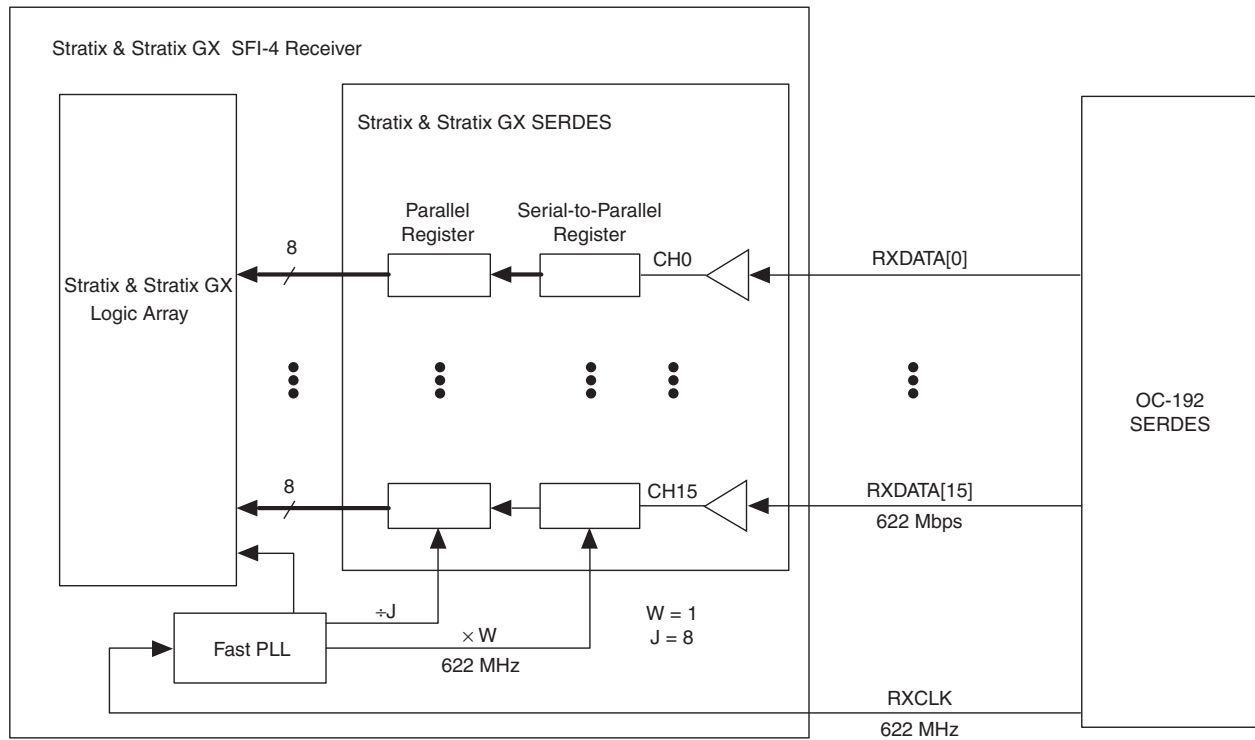 Stratix & Stratix GX SFI-4 Receiver
Stratix & Stratix GX SERDES
Parallel
Register
Serial-to-Parallel
Register
8
CH0
RXDATA[0]
Stratix & Stratix GX
Logic Array
OC-192
SERDES
8
CH15
RXDATA[15]
622 Mbps
÷J
W = 1
J = 8
Fast PLL
× W
622 MHz
RXCLK
622 MHz